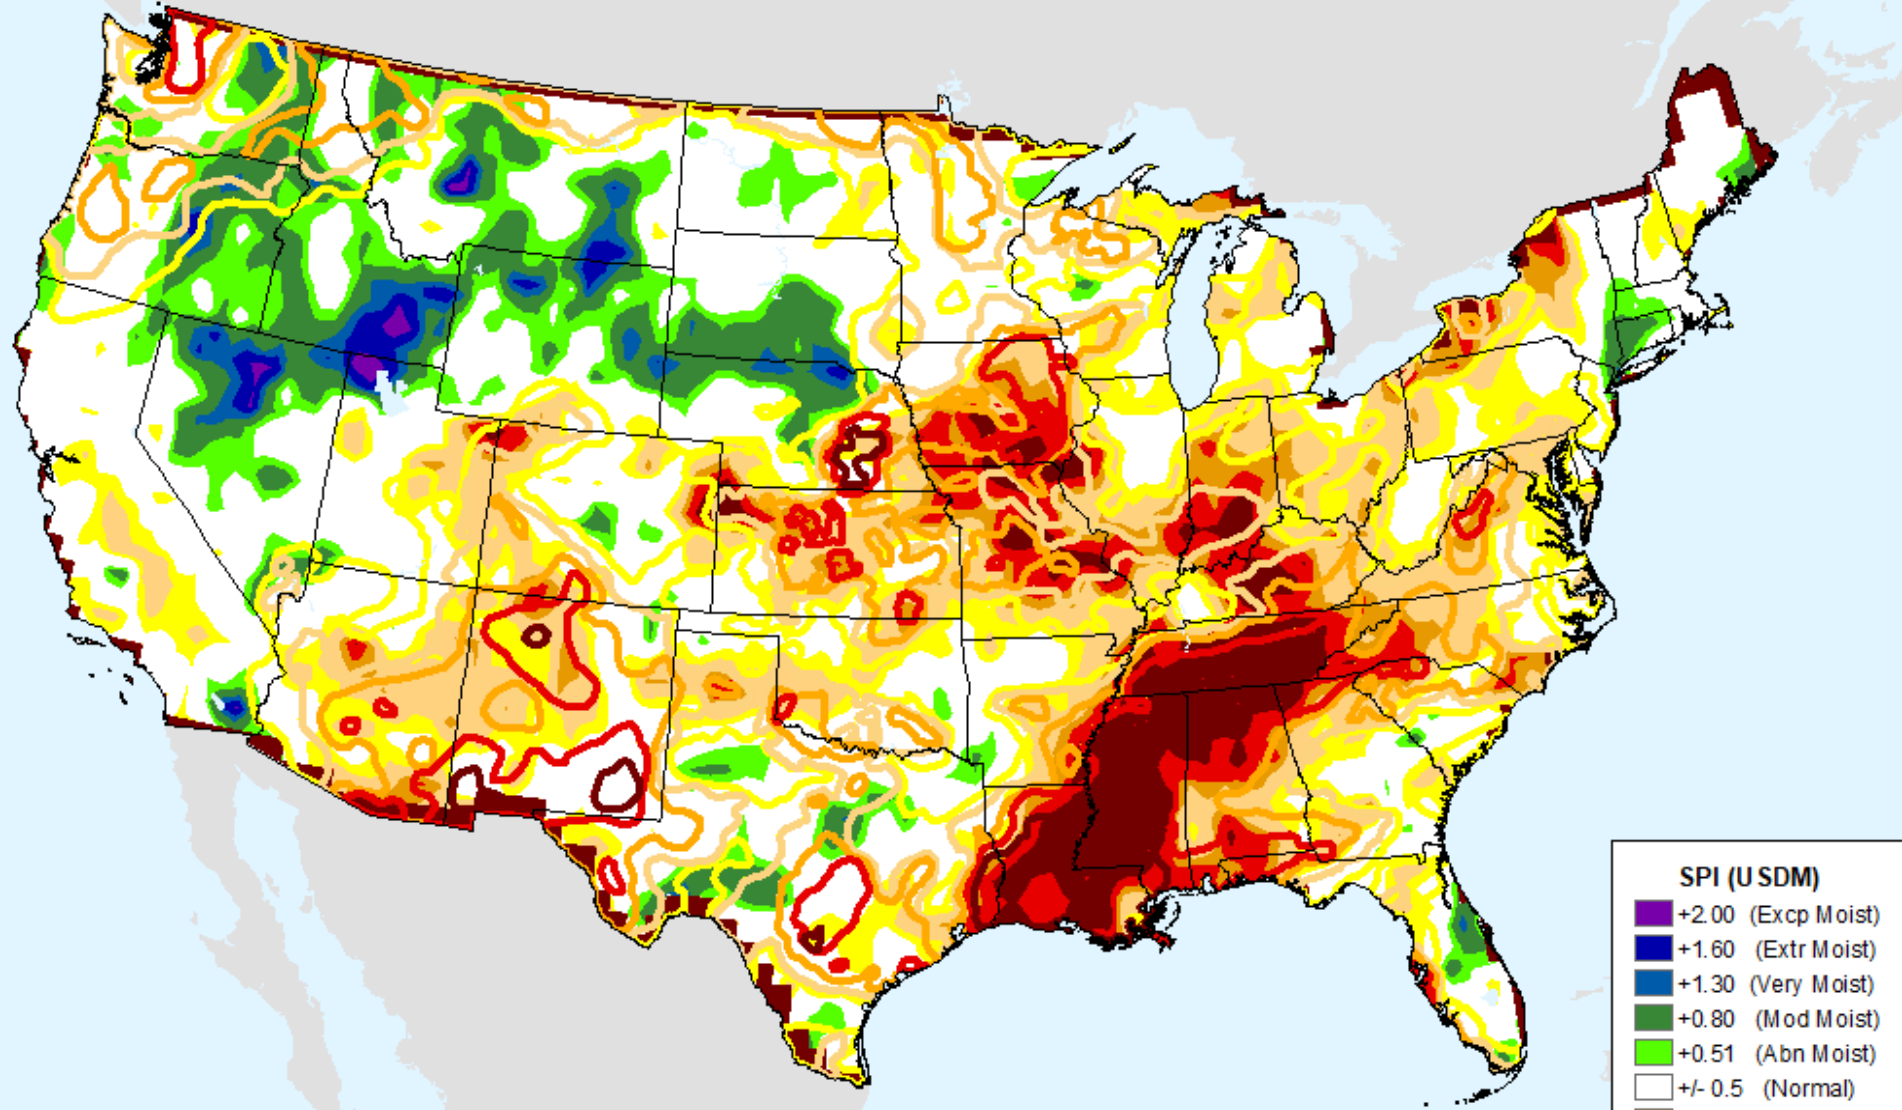 SPI (USDM)
+2.00 (Excp Moist)
+1.60 (Extr Moist)
+1.30 (Very Moist)
+0.80 (Mod Moist)
+0.51 (Abn Moist)
+/- 0.5 (Normal)